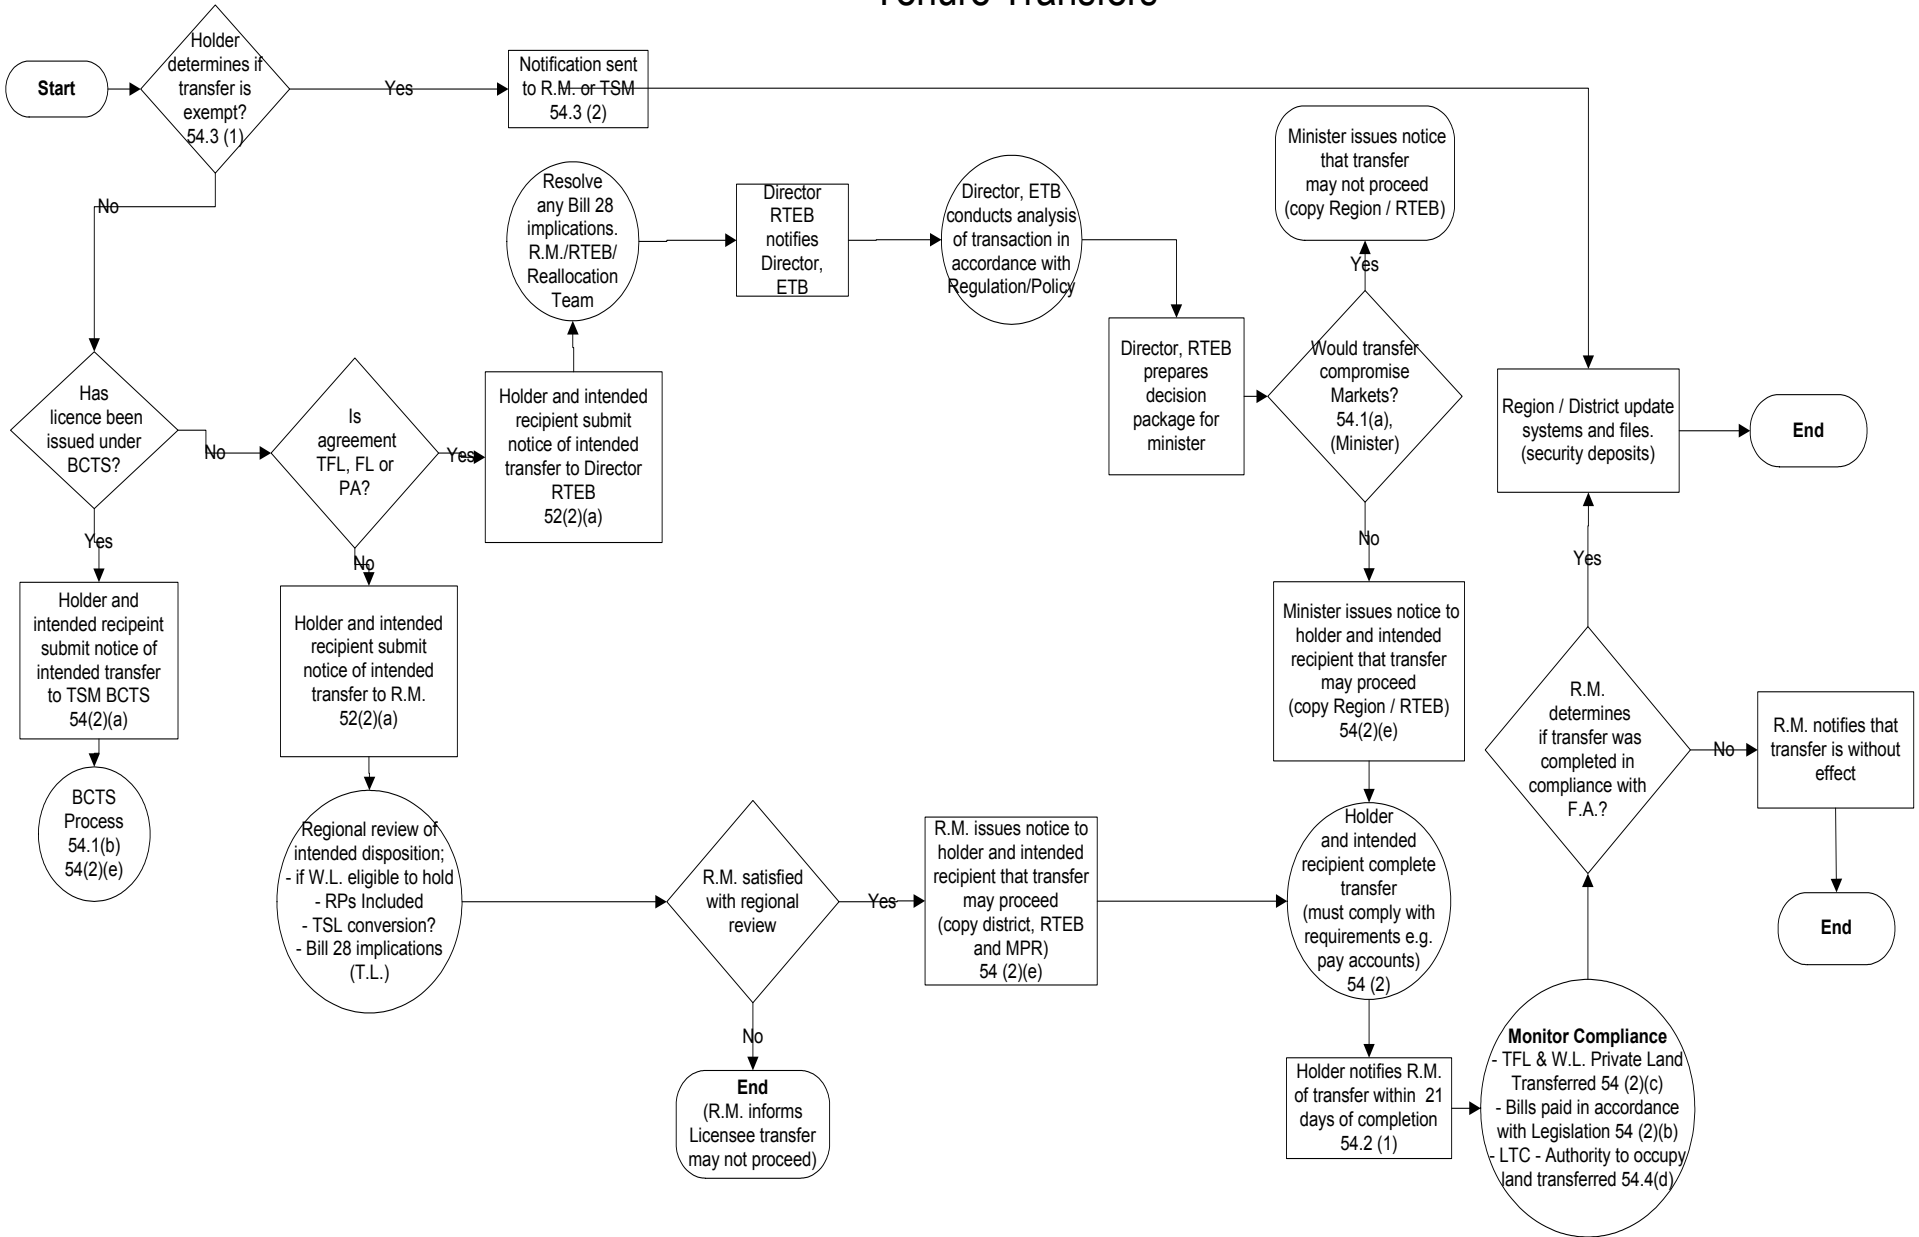 Tenure Transfers
Start
Holder
determines if
transfer is
exempt?
54.3 (1)
Yes
Notification sent
to R.M. or TSM
54.3 (2)
No
Has
licence been
issued under
BCTS?
No
Yes
Holder and
intended recipeint
submit notice of
intended transfer
to TSM BCTS
54(2)(a)
BCTS
Process
54.1(b)
54(2)(e)
Is
agreement
TFL, FL or
PA?
Yes
No
Holder and intended
recipient submit
notice of intended
transfer to Director
RTEB
52(2)(a)
Resolve
any Bill 28
implications.
R.M./RTEB/
Reallocation
Team
Director
RTEB
notifies
Director,
ETB
Director, ETB
conducts analysis
of transaction in
accordance with
Regulation/Policy
Director, RTEB
prepares
decision
package for
minister
Would transfer
compromise
Markets?
54.1(a),
(Minister)
Yes
Minister issues notice
that transfer
may not proceed
(copy Region / RTEB)
No
Minister issues notice to
holder and intended
recipient that transfer
may proceed
(copy Region / RTEB)
54(2)(e)
Holder and intended
recipient submit
notice of intended
transfer to R.M.
52(2)(a)
Regional review of
intended disposition;
- if W.L. eligible to hold
- RPs Included
- TSL conversion?
- Bill 28 implications
(T.L.)
R.M. satisfied
with regional
review
Yes
No
End
(R.M. informs
Licensee transfer
may not proceed)
R.M. issues notice to
holder and intended
recipient that transfer
may proceed
(copy district, RTEB
and MPR)
54 (2)(e)
Holder
and intended
recipient complete
transfer
(must comply with
requirements e.g.
pay accounts)
54 (2)
Holder notifies R.M.
of transfer within 21
days of completion
54.2 (1)
Monitor Compliance
- TFL & W.L. Private Land
Transferred 54 (2)(c)
- Bills paid in accordance
with Legislation 54 (2)(b)
- LTC - Authority to occupy
land transferred 54.4(d)
R.M.
determines
if transfer was
completed in
compliance with
F.A.?
Yes
No
R.M. notifies that
transfer is without
effect
End
Region / District update
systems and files.
(security deposits)
End